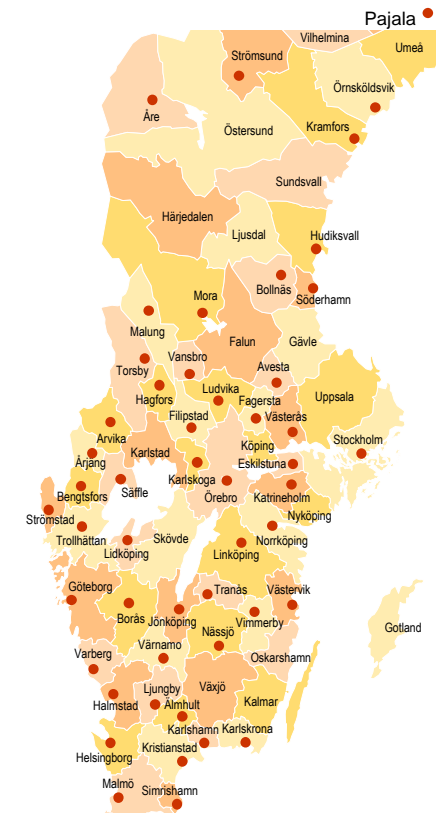 Pajala
Vilhelmina
Umeå
Strömsund
Örnsköldsvik
Åre
Östersund
Kramfors
Sundsvall
Härjedalen
Ljusdal
Hudiksvall
Bollnäs
Mora
Söderhamn
Malung
Falun
Gävle
Vansbro
Torsby
Avesta
Hagfors
Ludvika
Fagersta
Uppsala
Filipstad
Västerås
Arvika
Köping
Stockholm
Karlstad
Årjäng
Eskilstuna
Karlskoga
Säffle
Bengtsfors
Örebro
Katrineholm
Strömstad
Nyköping
Trollhättan
Skövde
Norrköping
Lidköping
Linköping
Göteborg
Tranås
Västervik
Borås
Jönköping
Vimmerby
Gotland
Nässjö
Värnamo
Varberg
Oskarshamn
Ljungby
Växjö
Halmstad
Älmhult
Kalmar
Karlshamn
Karlskrona
Kristianstad
Helsingborg
Malmö
Simrishamn